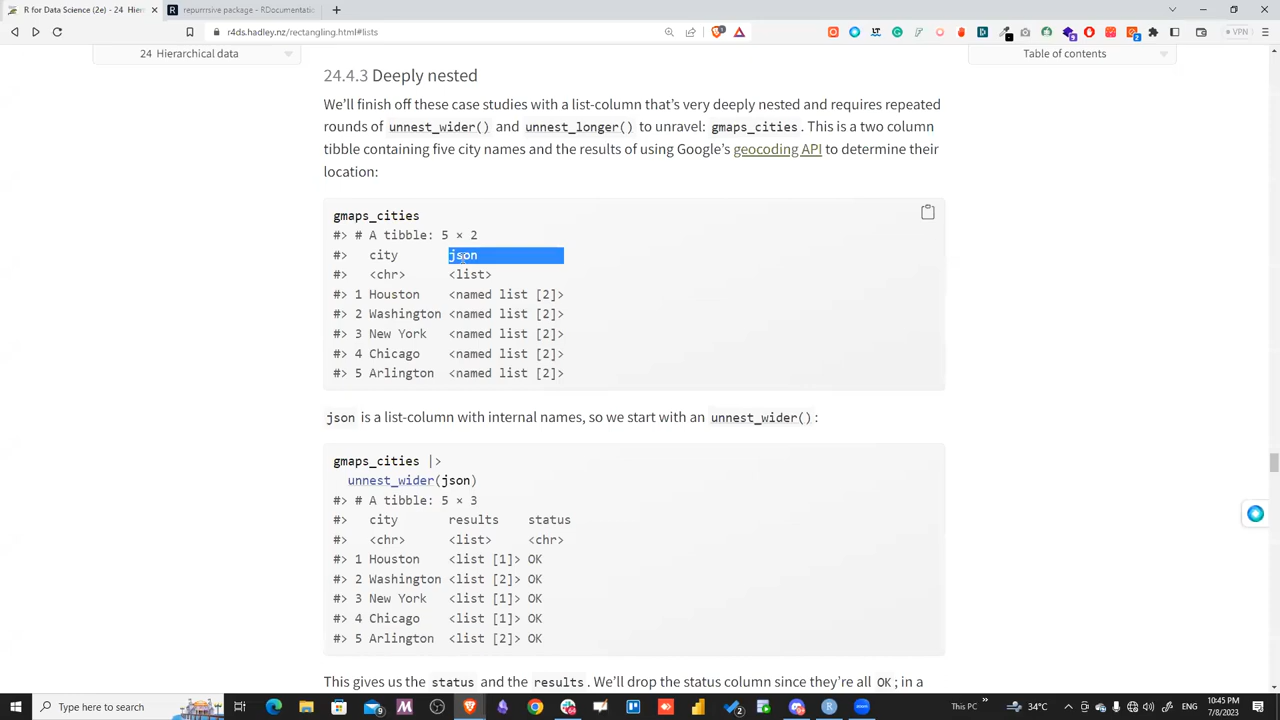 R for Data Science (2e) - 24 Hier
repurrrsive package - RDocumentati
r4ds.hadley.nz/rectangling.html#lists
VPN
24 Hierarchical data
Table of contents
24.4.3 Deeply nested
We'll finish off these case studies with a list-column that's very deeply nested and requires repeated
rounds of unnest_wider() and unnest_longer() to unravel: gmaps_cities. This is a two column
tibble containing five city names and the results of using Google's geocoding API to determine their
location:
gmaps_cities
#> # A tibble: 5 × 2
#>   city       json
#>   <chr>      <list>
#> 1 Houston    <named list [2]>
#> 2 Washington <named list [2]>
#> 3 New York   <named list [2]>
#> 4 Chicago    <named list [2]>
#> 5 Arlington  <named list [2]>
json is a list-column with internal names, so we start with an unnest_wider():
gmaps_cities |>
  unnest_wider(json)
#> # A tibble: 5 × 3
#>   city       results    status
#>   <chr>      <list>     <chr>
#> 1 Houston    <list [1]> OK
#> 2 Washington <list [2]> OK
#> 3 New York   <list [1]> OK
#> 4 Chicago    <list [1]> OK
#> 5 Arlington  <list [2]> OK
This gives us the status and the results. We'll drop the status column since they're all OK; in a
Type here to search
This PC
34°C
10:45 PM
7/8/2023